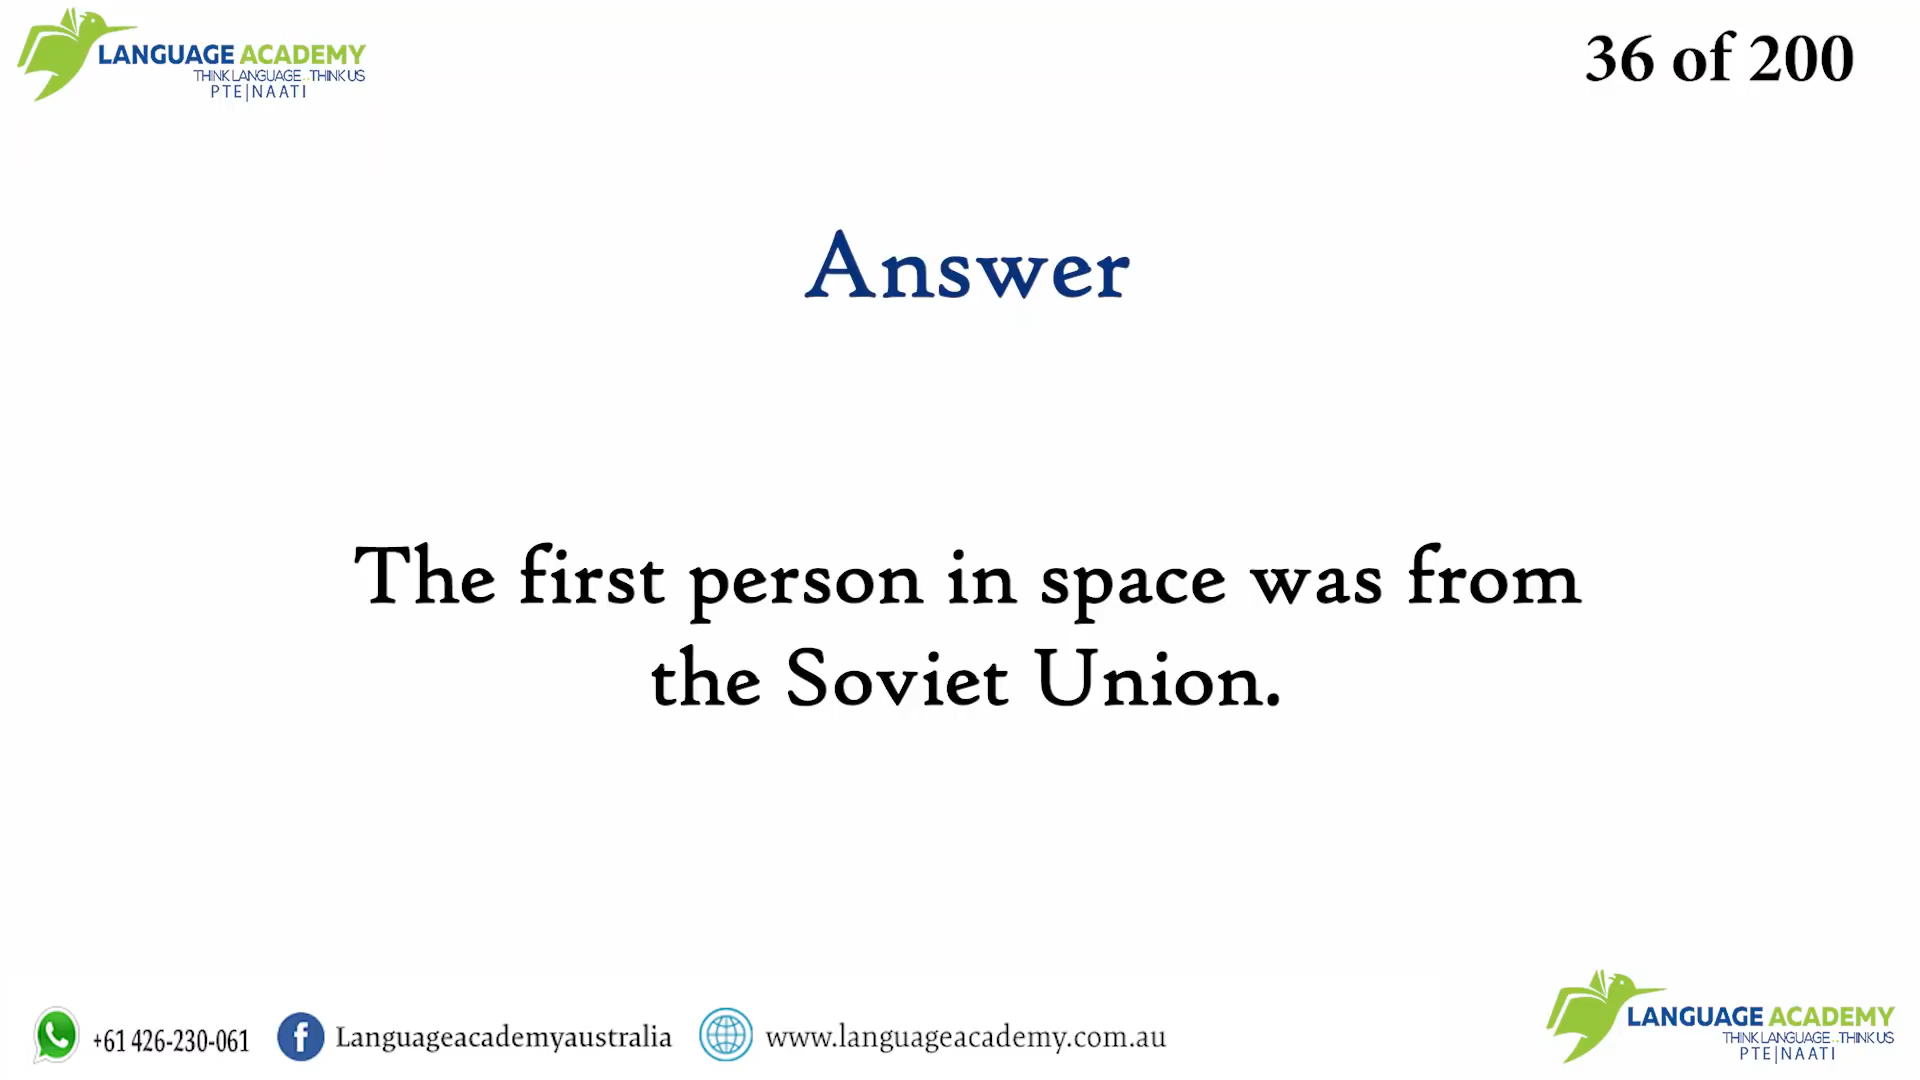 LANGUAGE ACADEMY
THINK LANGUAGE..THINK US
PTE|NAATI
36 of 200
Answer
The first person in space was from
the Soviet Union.
+61 426-230-061
Languageacademyaustralia
www.languageacademy.com.au
LANGUAGE ACADEMY
THINK LANGUAGE..THINK US
PTE|NAATI